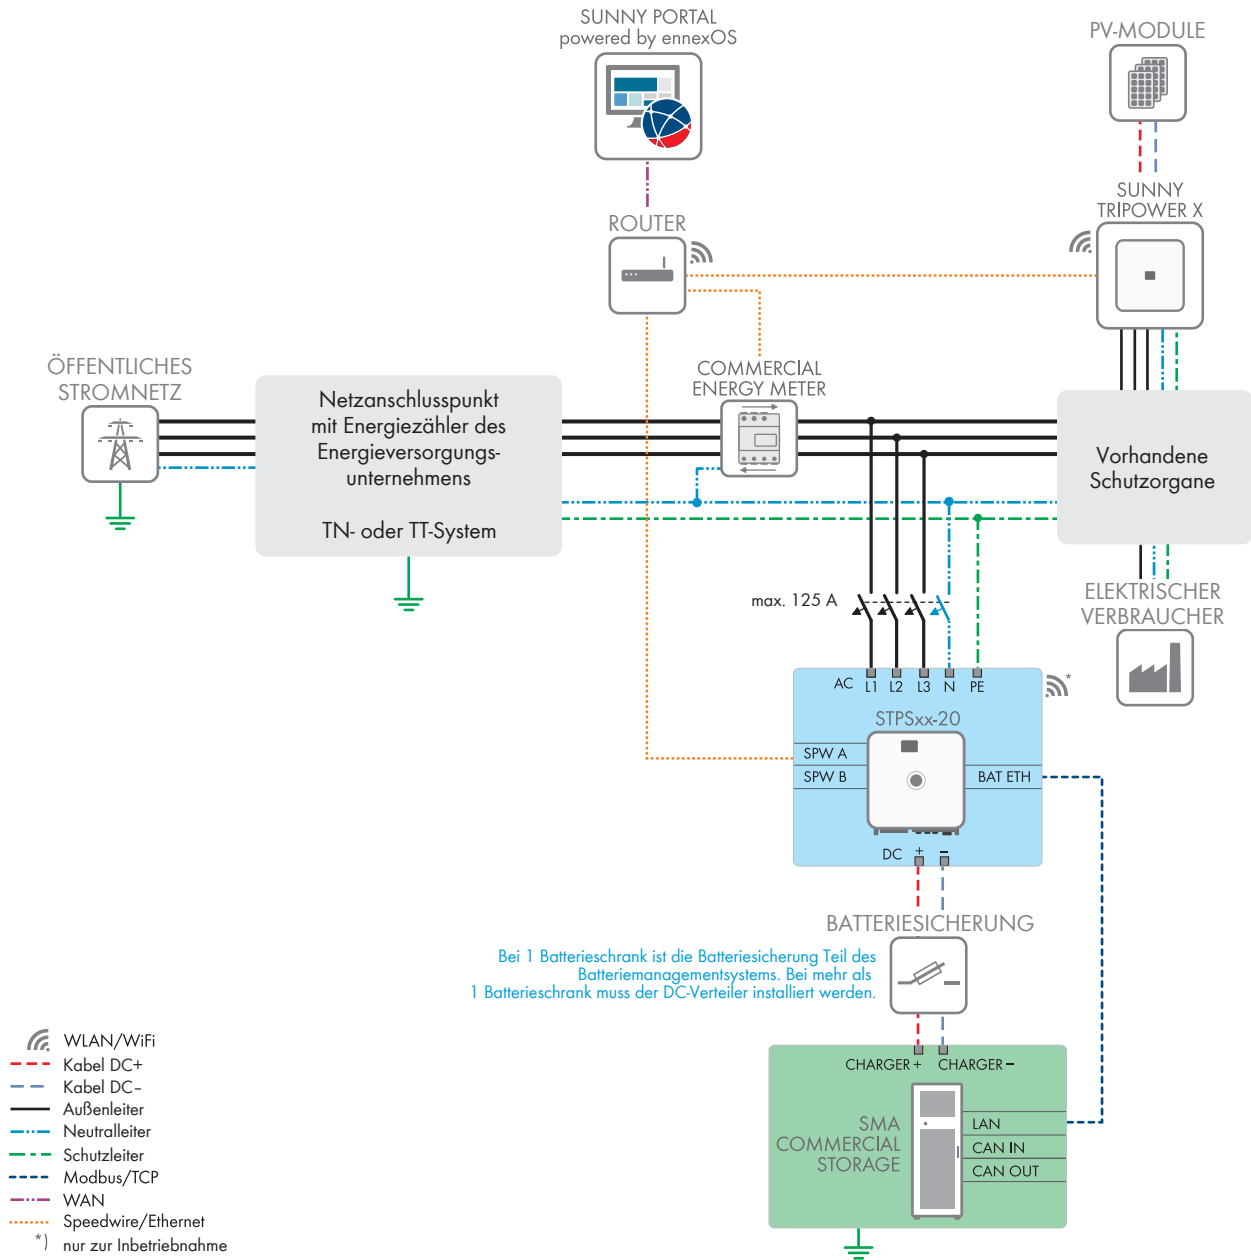 SUNNY PORTAL
powered by ennexOS
PV-MODULE
SUNNY
TRIPOWER X
ROUTER
ÖFFENTLICHES
STROMNETZ
Netzanschlusspunkt
mit Energiezähler des
Energieversorgungs-
unternehmens
TN- oder TT-System
COMMERCIAL
ENERGY METER
Vorhandene
Schutzorgane
max. 125 A
ELEKTRISCHER
VERBRAUCHER
AC L1 L2 L3 N PE
*
STPSxx-20
SPW A
SPW B
BAT ETH
DC + –
BATTERIESICHERUNG
Bei 1 Batterieschrank ist die Batteriesicherung Teil des
Batteriemanagementsystems. Bei mehr als
1 Batterieschrank muss der DC-Verteiler installiert werden.
CHARGER + CHARGER –
SMA
COMMERCIAL
STORAGE
LAN
CAN IN
CAN OUT
WLAN/WiFi
Kabel DC+
Kabel DC–
Außenleiter
Neutralleiter
Schutzleiter
Modbus/TCP
WAN
Speedwire/Ethernet
*) nur zur Inbetriebnahme